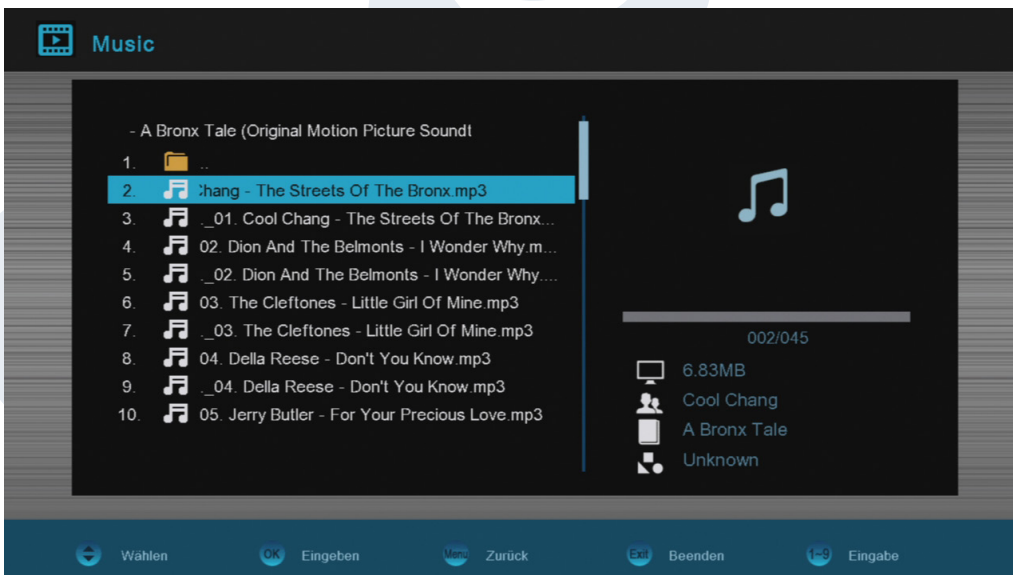 Music
- A Bronx Tale (Original Motion Picture Soundt
1. ..
2. Chang - The Streets Of The Bronx.mp3
3. ._01. Cool Chang - The Streets Of The Bronx...
4. 02. Dion And The Belmonts - I Wonder Why.m...
5. ._02. Dion And The Belmonts - I Wonder Why....
6. 03. The Cleftones - Little Girl Of Mine.mp3
7. ._03. The Cleftones - Little Girl Of Mine.mp3
8. 04. Della Reese - Don't You Know.mp3
9. ._04. Della Reese - Don't You Know.mp3
10. 05. Jerry Butler - For Your Precious Love.mp3
002/045
6.83MB
Cool Chang
A Bronx Tale
Unknown
Wählen OK Eingeben Menu Zurück Exit Beenden 1-9 Eingabe